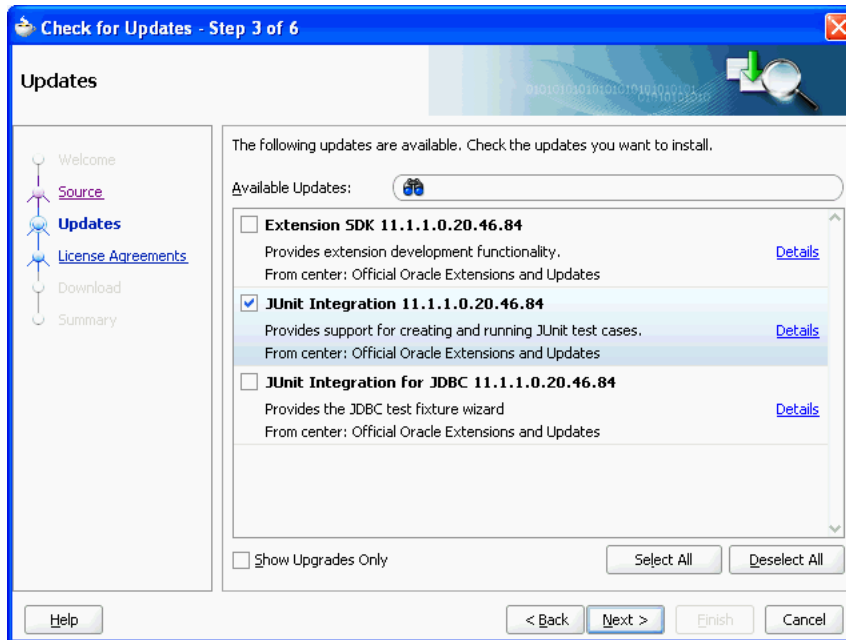 Check for Updates - Step 3 of 6
Updates
Welcome
Source
Updates
License Agreements
Download
Summary
The following updates are available. Check the updates you want to install.
Available Updates:
Extension SDK 11.1.1.0.20.46.84
Provides extension development functionality.
Details
From center: Official Oracle Extensions and Updates
JUnit Integration 11.1.1.0.20.46.84
Provides support for creating and running JUnit test cases.
Details
From center: Official Oracle Extensions and Updates
JUnit Integration for JDBC 11.1.1.0.20.46.84
Provides the JDBC test fixture wizard
Details
From center: Official Oracle Extensions and Updates
Show Upgrades Only
Select All
Deselect All
Help
< Back
Next >
Finish
Cancel